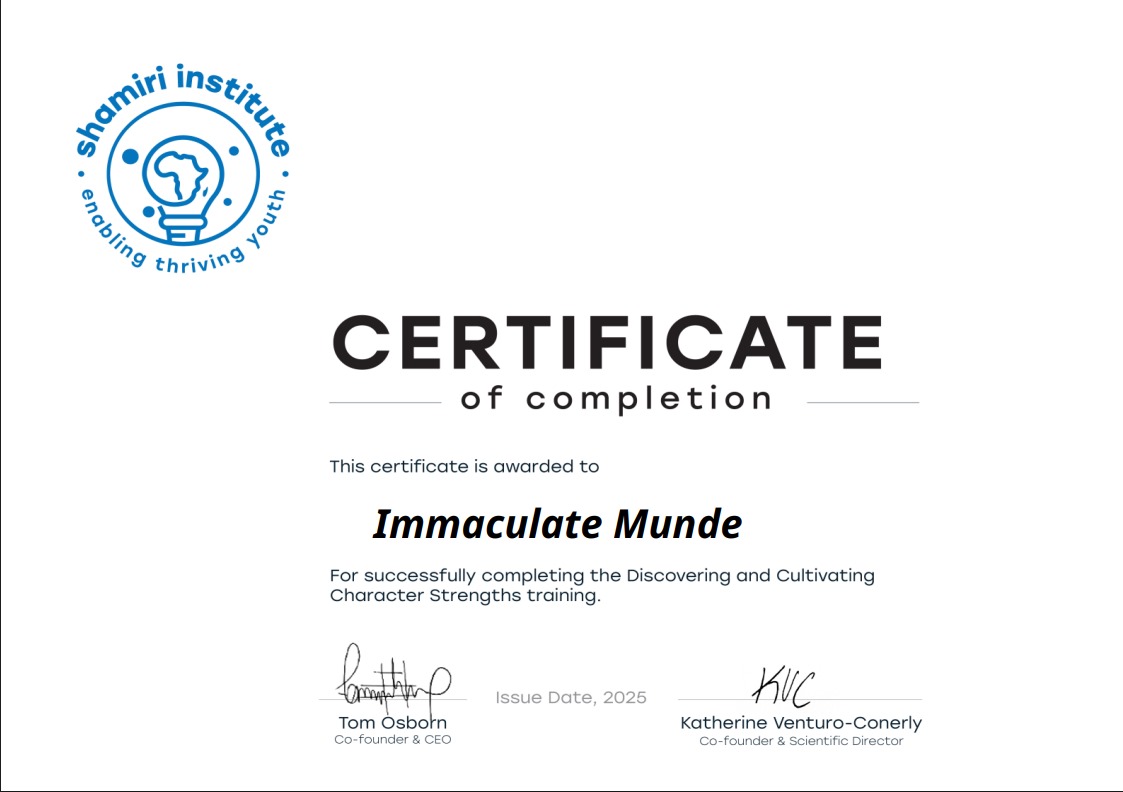 shamiri institute
enabling thriving youth
CERTIFICATE
of completion
This certificate is awarded to
Immaculate Munde
For successfully completing the Discovering and Cultivating
Character Strengths training.
KVC
Issue Date, 2025
Tom Osborn
Katherine Venturo-Conerly
Co-founder & CEO
Co-founder & Scientific Director